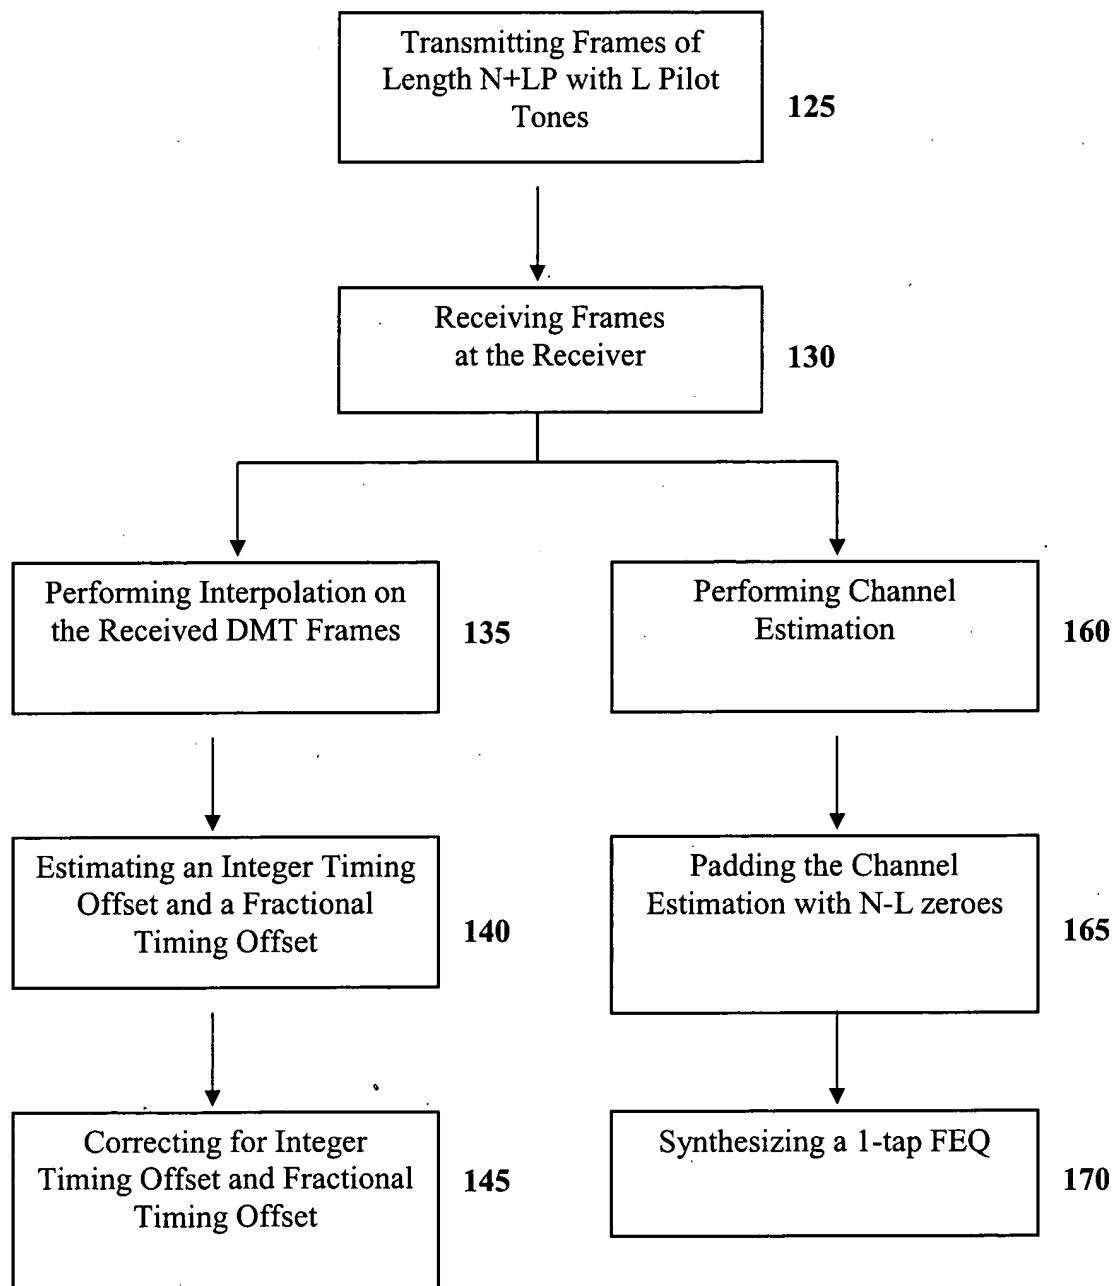 Transmitting Frames of
Length N+LP with L Pilot
Tones
125
Receiving Frames
at the Receiver
130
Performing Interpolation on
the Received DMT Frames
135
Performing Channel
Estimation
160
Estimating an Integer Timing
Offset and a Fractional
Timing Offset
140
Padding the Channel
Estimation with N-L zeroes
165
Correcting for Integer
Timing Offset and Fractional
Timing Offset
145
Synthesizing a 1-tap FEQ
170